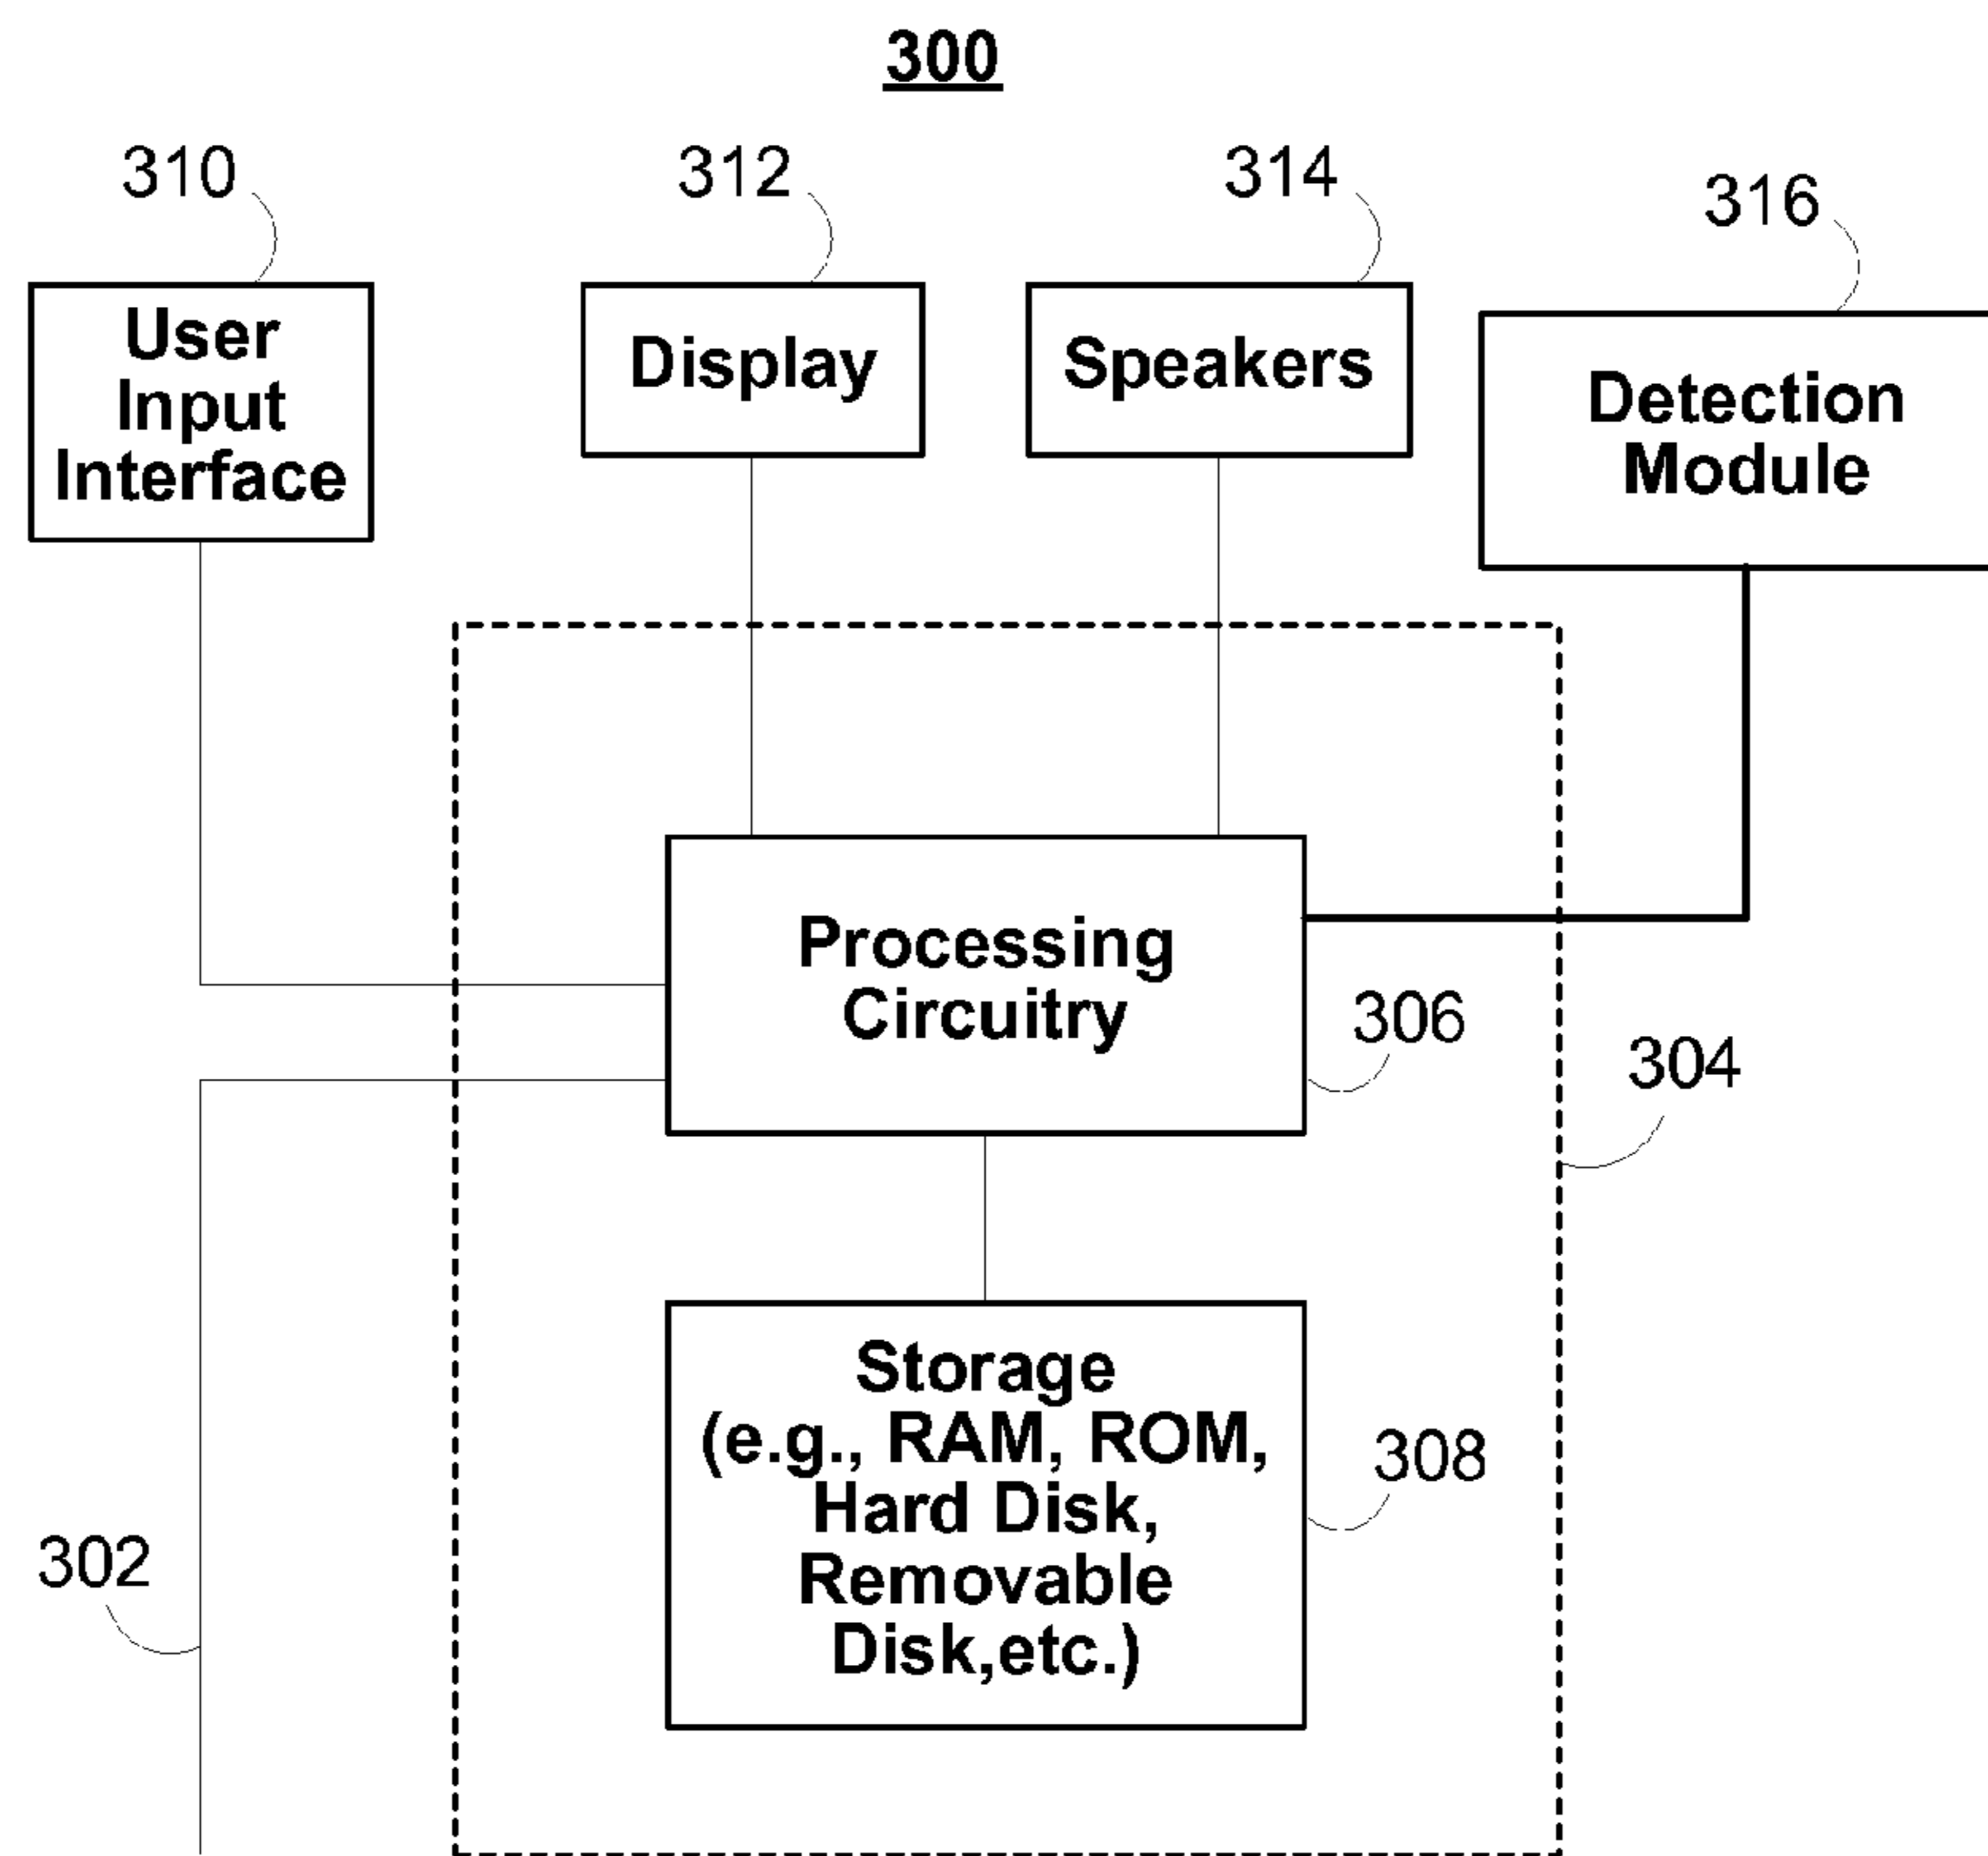 300
310
312
314
316
User
Input
Interface
Display
Speakers
Detection
Module
Processing
Circuitry
306
304
Storage
(e.g., RAM, ROM,
Hard Disk,
Removable
Disk,etc.)
308
302